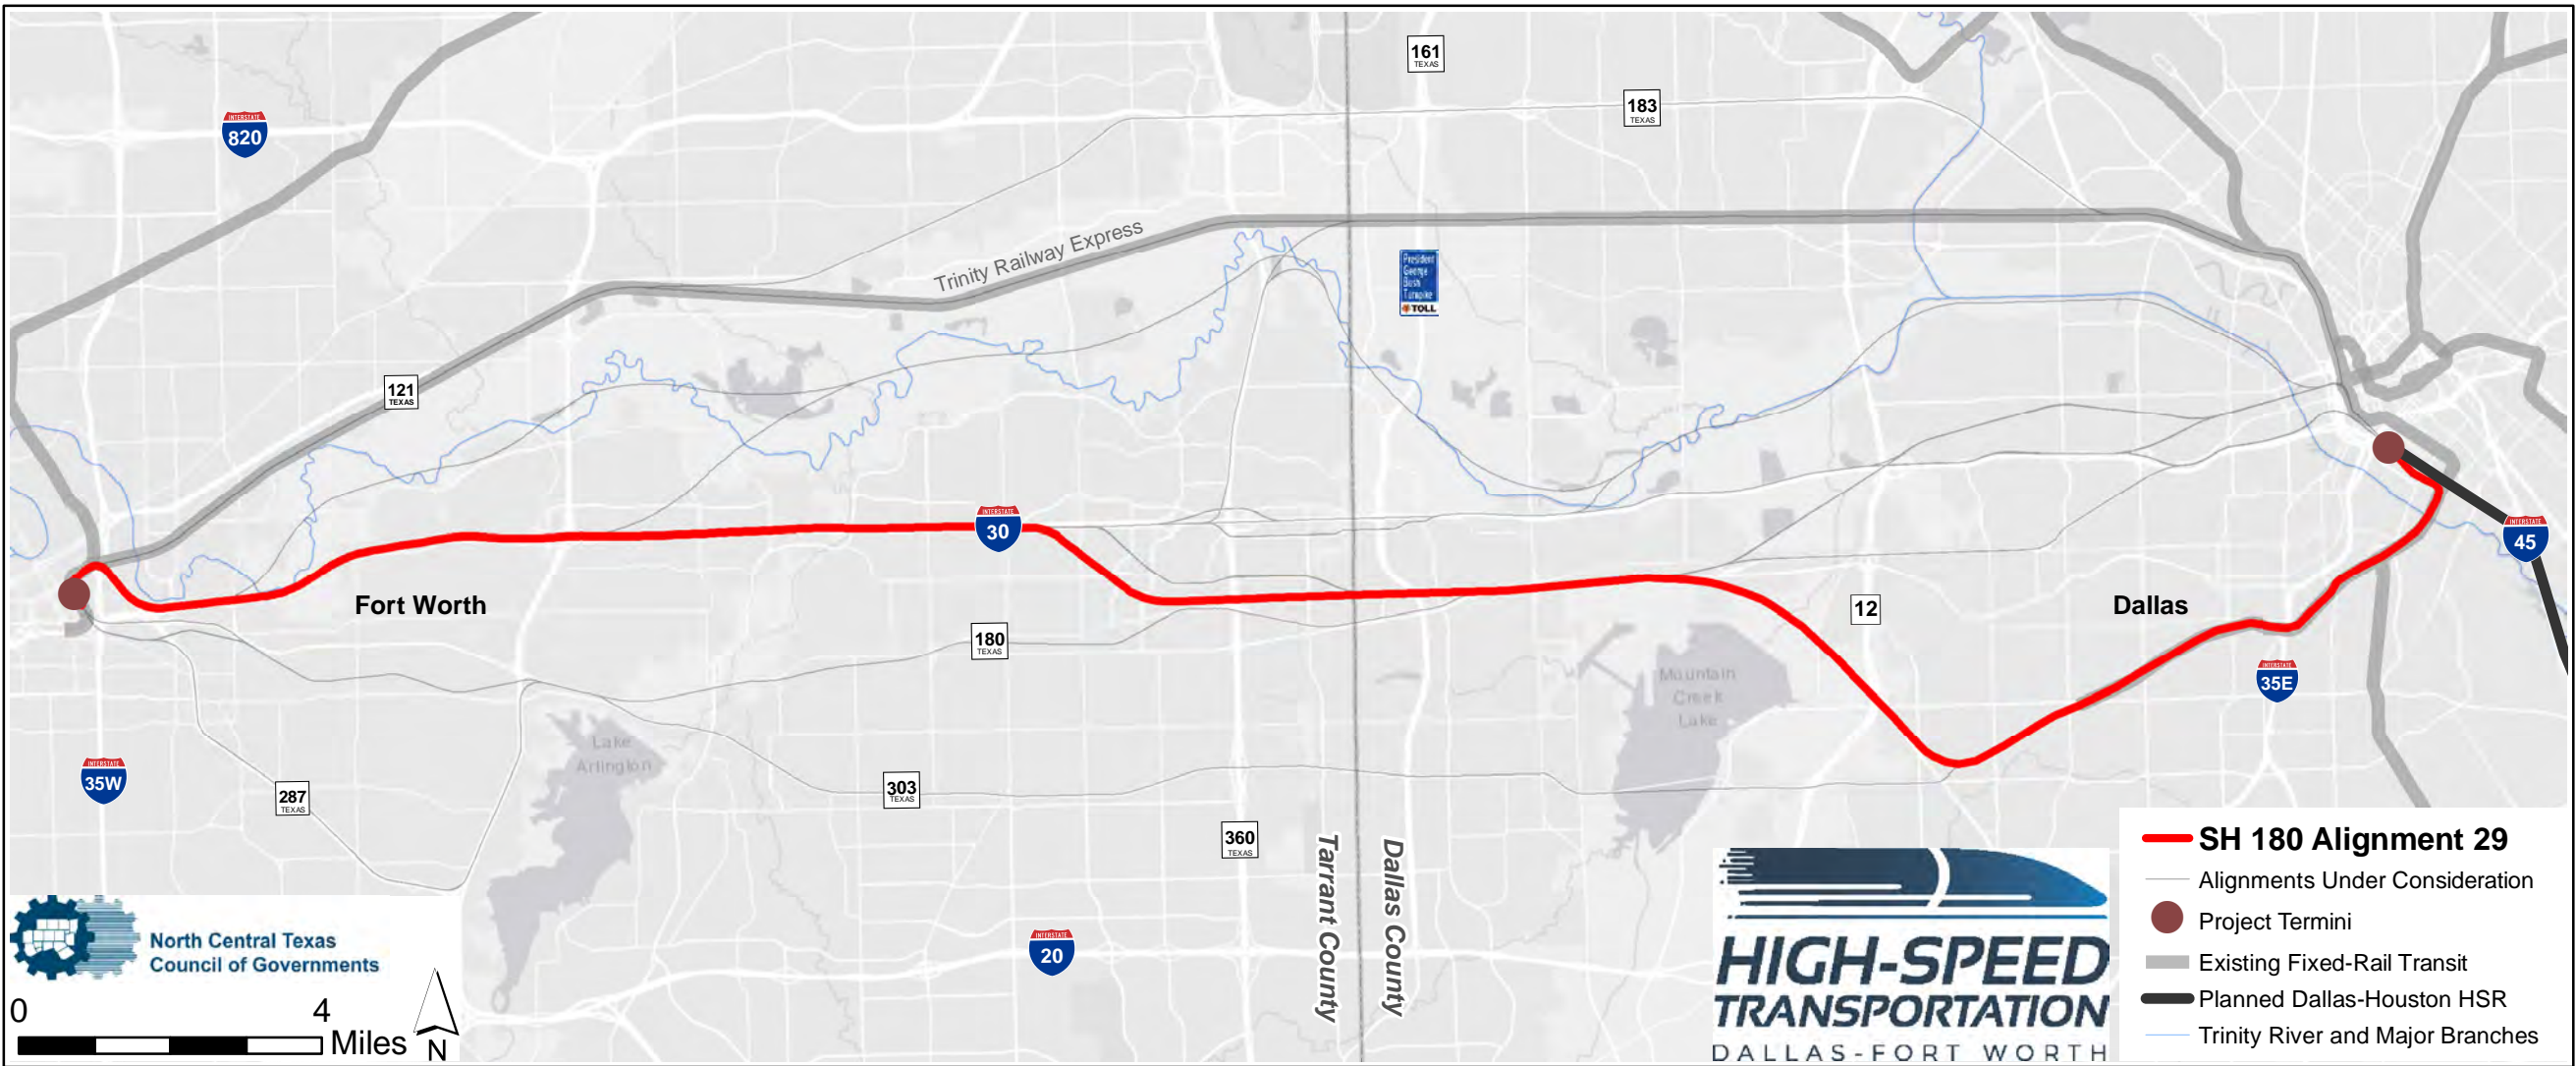 161
TEXAS
183
TEXAS
INTERSTATE
820
Trinity Railway Express
President
George
Bush
Turnpike
TOLL
121
TEXAS
INTERSTATE
30
INTERSTATE
45
Fort Worth
180
TEXAS
12
Dallas
INTERSTATE
35E
Mountain
Creek
Lake
Lake
Arlington
INTERSTATE
35W
287
TEXAS
303
TEXAS
360
TEXAS
Tarrant County
Dallas County
INTERSTATE
20
North Central Texas
Council of Governments
0 4
Miles
N
HIGH-SPEED
TRANSPORTATION
DALLAS-FORT WORTH
SH 180 Alignment 29
Alignments Under Consideration
Project Termini
Existing Fixed-Rail Transit
Planned Dallas-Houston HSR
Trinity River and Major Branches